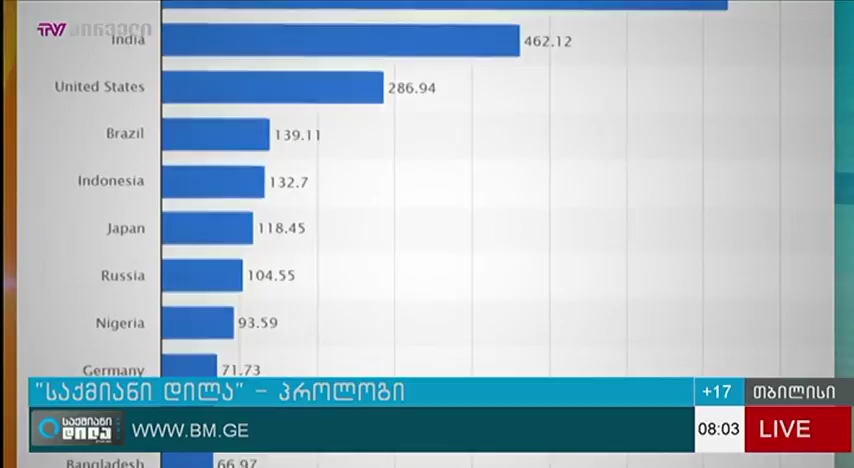 TV პირველი
India 462.12
United States 286.94
Brazil 139.11
Indonesia 132.7
Japan 118.45
Russia 104.55
Nigeria 93.59
Germany 71.73
"საქმიანი დილა" - პროლოგი +17 თბილისი
საქმიანი
დილა WWW.BM.GE 08:03 LIVE
Bangladesh 66.97